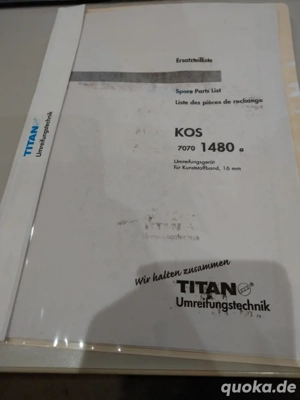 Ersatzteilliste
Spare Parts List
Liste des pièces de rechange
KOS
7070 1480 a
Umreifungsgerät
für Kunststoffband, 16 mm
Wir halten zusammen
TITAN
Umreifungstechnik
TITAN
Umreifungstechnik
quoka.de